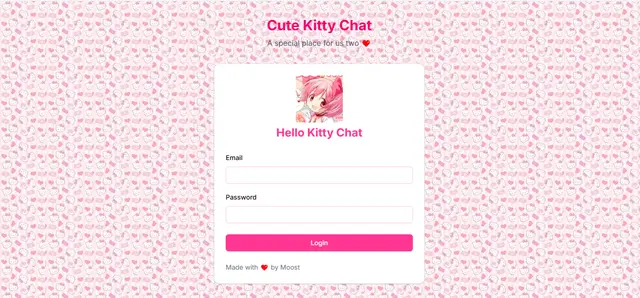 Cute Kitty Chat
A special place for us two ❤️
Hello Kitty Chat
Email
Password
Login
Made with ❤️ by Moost